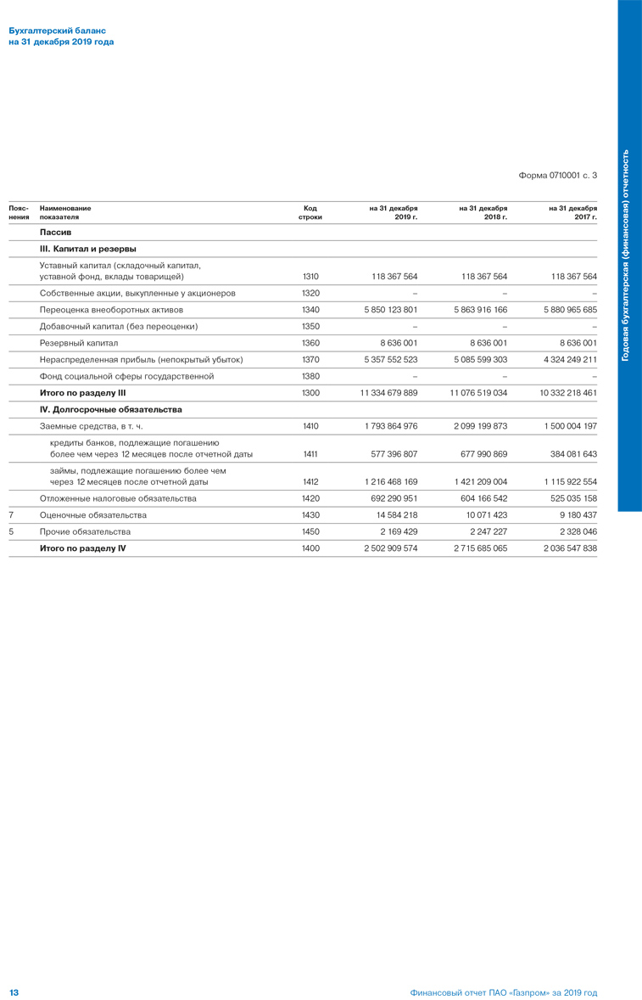 Бухгалтерский баланс
на 31 декабря 2019 года
Годовая бухгалтерская (финансовая) отчетность
Форма 0710001 с. 3
Пояс- Наименование Код на 31 декабря на 31 декабря на 31 декабря
нения показателя строки 2019 г. 2018 г. 2017 г.
Пассив
III. Капитал и резервы
Уставный капитал (складочный капитал,
уставной фонд, вклады товарищей) 1310 118 367 564 118 367 564 118 367 564
Собственные акции, выкупленные у акционеров 1320 – – –
Переоценка внеоборотных активов 1340 5 850 123 801 5 863 916 166 5 880 965 685
Добавочный капитал (без переоценки) 1350 – – –
Резервный капитал 1360 8 636 001 8 636 001 8 636 001
Нераспределенная прибыль (непокрытый убыток) 1370 5 357 552 523 5 085 599 303 4 324 249 211
Фонд социальной сферы государственной 1380 – – –
Итого по разделу III 1300 11 334 679 889 11 076 519 034 10 332 218 461
IV. Долгосрочные обязательства
Заемные средства, в т. ч. 1410 1 793 864 976 2 099 199 873 1 500 004 197
кредиты банков, подлежащие погашению
более чем через 12 месяцев после отчетной даты 1411 577 396 807 677 990 869 384 081 643
займы, подлежащие погашению более чем
через 12 месяцев после отчетной даты 1412 1 216 468 169 1 421 209 004 1 115 922 554
Отложенные налоговые обязательства 1420 692 290 951 604 166 542 525 035 158
7 Оценочные обязательства 1430 14 584 218 10 071 423 9 180 437
5 Прочие обязательства 1450 2 169 429 2 247 227 2 328 046
Итого по разделу IV 1400 2 502 909 574 2 715 685 065 2 036 547 838
13 Финансовый отчет ПАО «Газпром» за 2019 год